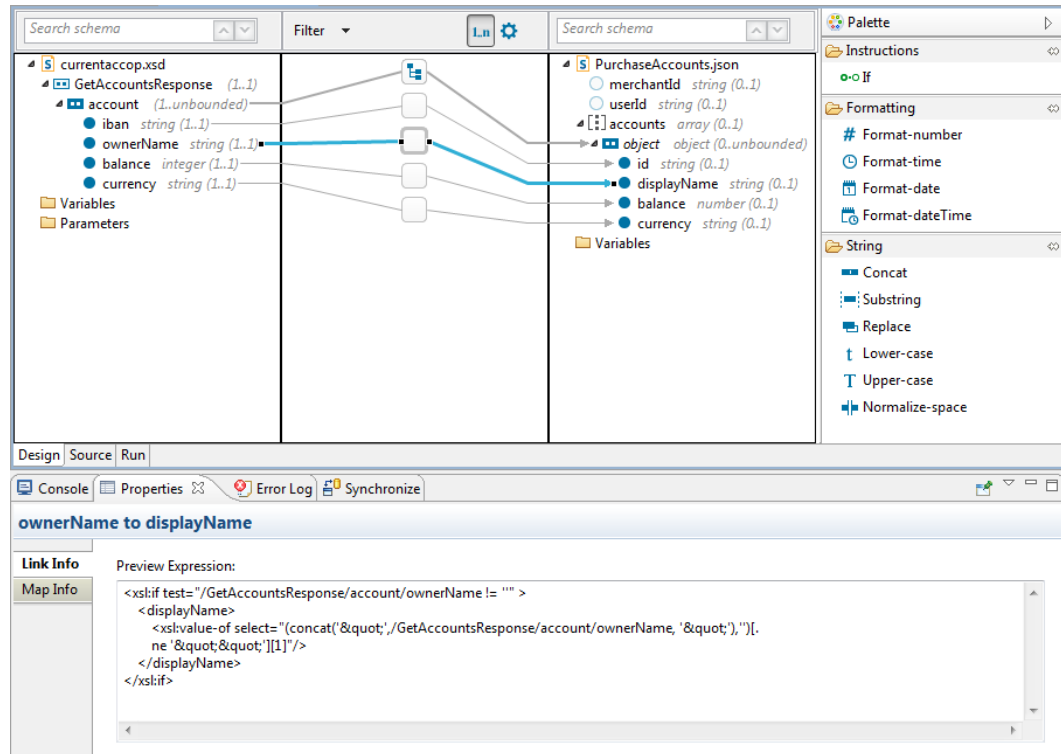 Search schema
Filter
1..n
Search schema
Palette
currentaccop.xsd
GetAccountsResponse (1..1)
account (1..unbounded)
iban string (1..1)
ownerName string (1..1)
balance integer (1..1)
currency string (1..1)
Variables
Parameters
PurchaseAccounts.json
merchantId string (0..1)
userId string (0..1)
accounts array (0..1)
object object (0..unbounded)
id string (0..1)
displayName string (0..1)
balance number (0..1)
currency string (0..1)
Variables
Instructions
If
Formatting
Format-number
Format-time
Format-date
Format-dateTime
String
Concat
Substring
Replace
Lower-case
Upper-case
Normalize-space
Design Source Run
Console Properties Error Log Synchronize
ownerName to displayName
Link Info
Map Info
Preview Expression:
<xsl:if test="/GetAccountsResponse/account/ownerName != ''" >
<displayName>
<xsl:value-of select="(concat('&quot;',/GetAccountsResponse/account/ownerName, '&quot;'),'')[.
ne '&quot;&quot;'][1]"/>
</displayName>
</xsl:if>